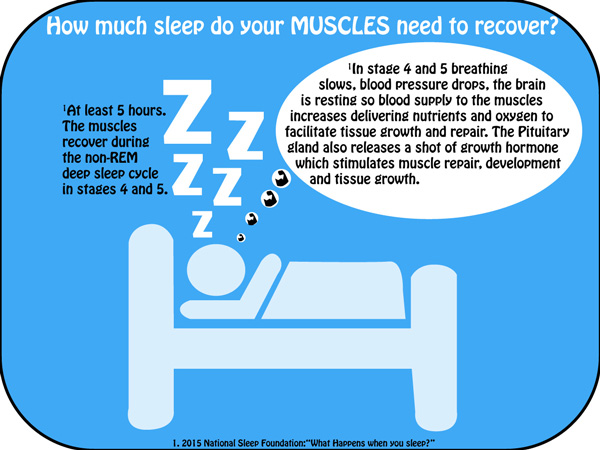 How much sleep do your MUSCLES need to recover?
¹At least 5 hours.
The muscles
recover during
the non-REM
deep sleep cycle
in stages 4 and 5.
Z
Z
Z
Z
Z
¹In stage 4 and 5 breathing
slows, blood pressure drops, the brain
is resting so blood supply to the muscles
increases delivering nutrients and oxygen to
facilitate tissue growth and repair. The Pituitary
gland also releases a shot of growth hormone
which stimulates muscle repair, development
and tissue growth.
1. 2015 National Sleep Foundation:"What Happens when you sleep?"